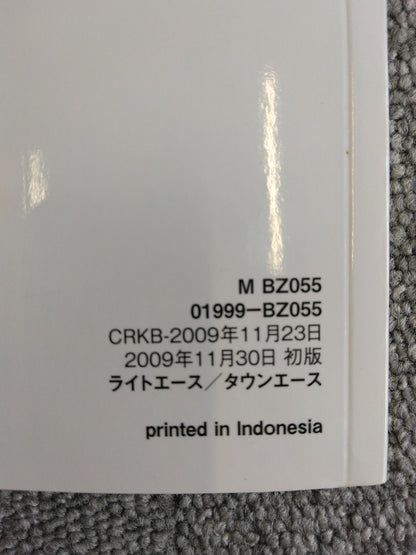 M BZ055
01999-BZ055
CRKB-2009年11月23日
2009年11月30日 初版
ライトエース/タウンエース
printed in Indonesia